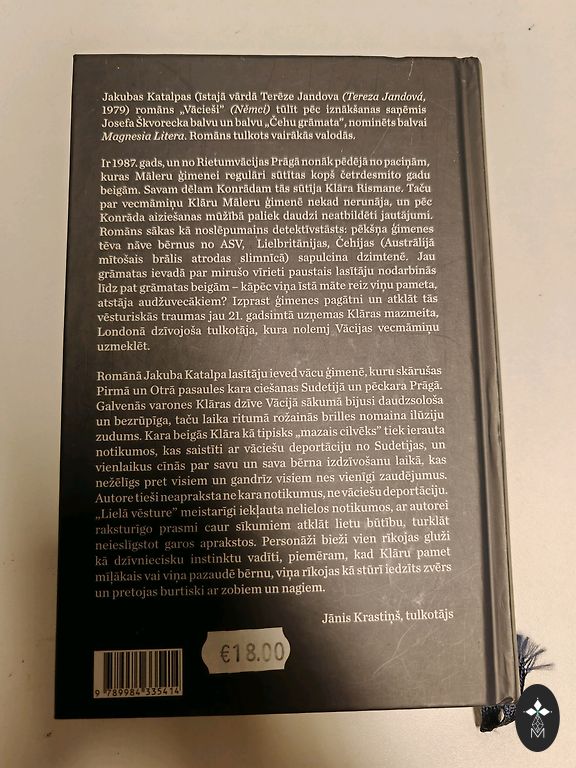 Jakubas Katalpas (īstajā vārdā Terēze Jandova (Tereza Jandová,
1979) romāns „Vācieši” (Němci) tūlīt pēc iznākšanas saņēmis
Josefa Škvorecka balvu un balvu „Čehu grāmata”, nominēts balvai
Magnesia Litera. Romāns tulkots vairākās valodās.
Ir 1987. gads, un no Rietumvācijas Prāgā nonāk pēdējā no paciņām,
kuras Māleru ģimenei regulāri sūtītas kopš četrdesmito gadu
beigām. Savam dēlam Konrādam tās sūtīja Klāra Rismane. Taču
par vecmāmiņu Klāru Māleru ģimenē nekad nerunāja, un pēc
Konrāda aiziešanas mūžībā paliek daudzi neatbildēti jautājumi.
Romāns sākas kā noslēpumains detektīvstāsts: pēkšņa ģimenes
tēva nāve bērnus no ASV, Lielbritānijas, Čehijas (Austrālijā
mītošais brālis atrodas slimnīcā) sapulcina dzimtenē. Jau
grāmatas ievadā par mirušo vīrieti paustais lasītāju nodarbinās
līdz pat grāmatas beigām – kāpēc viņa īstā māte reiz viņu pameta,
atstāja audžuvecākiem? Izprast ģimenes pagātni un atklāt tās
vēsturiskās traumas jau 21. gadsimtā uzņemas Klāras mazmeita,
Londonā dzīvojoša tulkotāja, kura nolemj Vācijas vecmāmiņu
uzmeklēt.
Romānā Jakuba Katalpa lasītāju ieved vācu ģimenē, kuru skārušas
Pirmā un Otrā pasaules kara ciešanas Sudetijā un pēckara Prāgā.
Galvenās varones Klāras dzīve Vācijā sākumā bijusi daudzsološa
un bezrūpīga, taču laika ritumā rožainās brilles nomaina ilūziju
zudums. Kara beigās Klāra kā tipisks „mazais cilvēks” tiek ierauta
notikumos, kas saistīti ar vāciešu deportāciju no Sudetijas, un
vienlaikus cīnās par savu un sava bērna izdzīvošanu laikā, kas
nežēlīgs pret visiem un gandrīz visiem nes vienīgi zaudējumus.
Autore tieši neapraksta ne kara notikumus, ne vāciešu deportāciju.
„Lielā vēsture” meistarīgi iekļauta nelielos notikumos, ar autorei
raksturīgo prasmi caur sīkumiem atklāt lietu būtību, turklāt
neieslīgstot garos aprakstos. Personāži bieži vien rīkojas gluži
kā dzīvniecisku instinktu vadīti, piemēram, kad Klāru pamet
mīļākais vai viņa pazaudē bērnu, viņa rīkojas kā stūrī iedzīts zvērs
un pretojas burtiski ar zobiem un nagiem.
Jānis Krastiņš, tulkotājs
€18.00
9 789984 335414
M